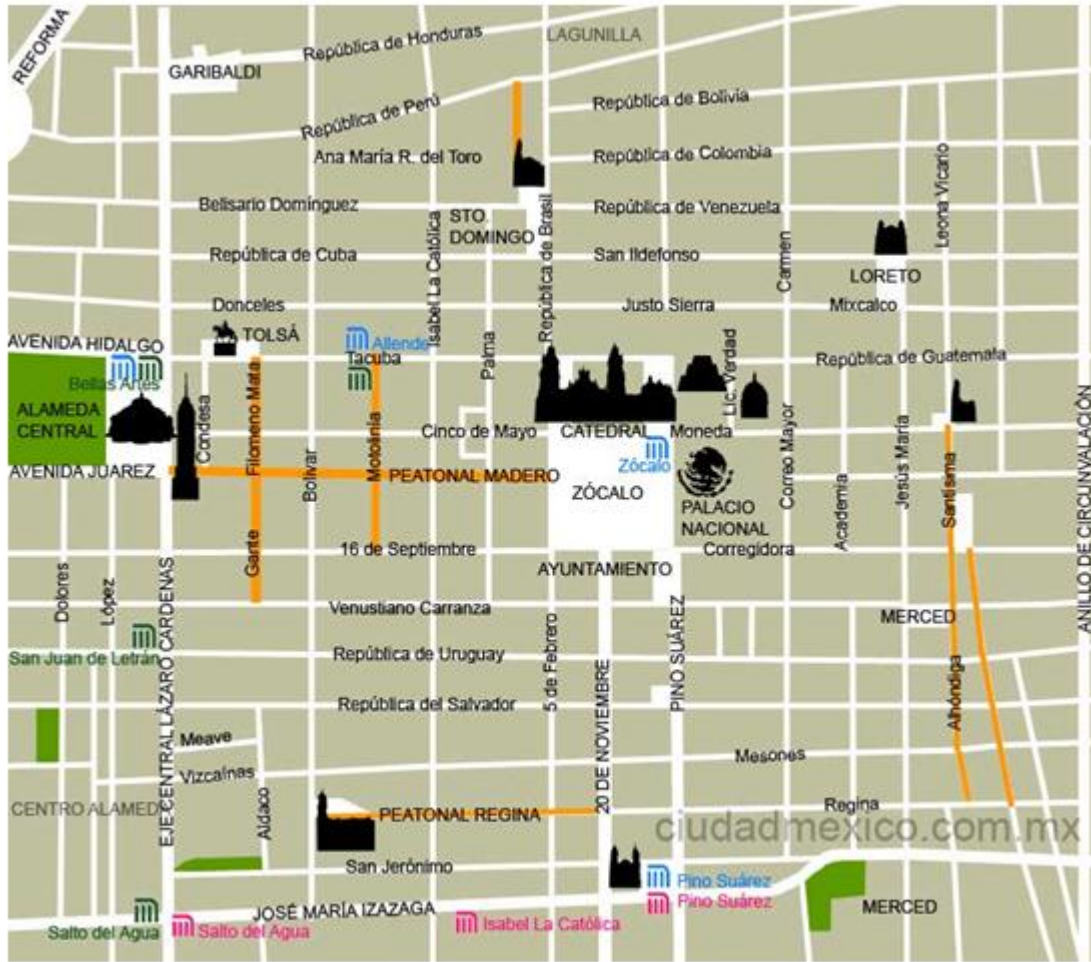 REFORMA
República de Honduras
LAGUNILLA
GARIBALDI
República de Perú
República de Bolivia
Ana María R. del Toro
República de Colombia
Belisario Domínguez
República de Venezuela
Isabel La Católica
STO.
DOMINGO
República de Brasil
Carmen
Leona Vicario
República de Cuba
San Ildefonso
LORETO
Donceles
Justo Sierra
Mixcalco
AVENIDA HIDALGO
TOLSÁ
Allende
Tacuba
Palma
Lic. Verdad
República de Guatemala
Bellas Artes
ALAMEDA
CENTRAL
Condesa
Filomeno Mata
Motolinía
Cinco de Mayo
CATEDRAL
Moneda
Correo Mayor
AVENIDA JUAREZ
Bolívar
PEATONAL MADERO
Zócalo
ZÓCALO
PALACIO
NACIONAL
Academia
Jesús María
Santísima
ANILLO DE CIRCUNVALACIÓN
Gante
16 de Septiembre
Corregidora
AYUNTAMIENTO
Dolores
López
EJE CENTRAL LÁZARO CARDENAS
Venustiano Carranza
MERCED
San Juan de Letrán
República de Uruguay
5 de Febrero
20 DE NOVIEMBRE
PINO SUÁREZ
Alhóndiga
República del Salvador
Meave
Mesones
Vizcaínas
CENTRO ALAMEDA
Aldaco
PEATONAL REGINA
Regina
ciudadmexico.com.mx
San Jerónimo
Pino Suárez
Pino Suárez
JOSÉ MARÍA IZAZAGA
MERCED
Salto del Agua
Salto del Agua
Isabel La Católica